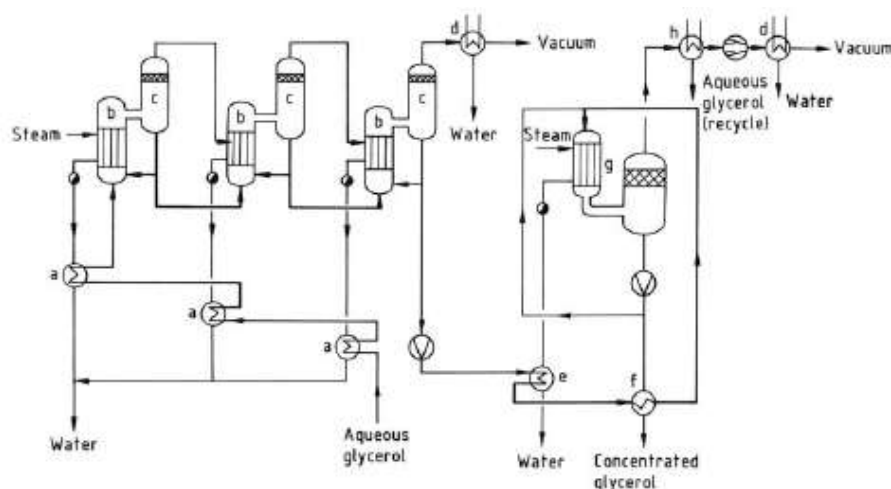 d
Vacuum
h
d
Vacuum
c
c
c
b
b
b
Aqueous
glycerol
(recycle)
Water
Water
Steam
Steam
g
a
a
a
e
f
Water
Aqueous
glycerol
Water
Concentrated
glycerol